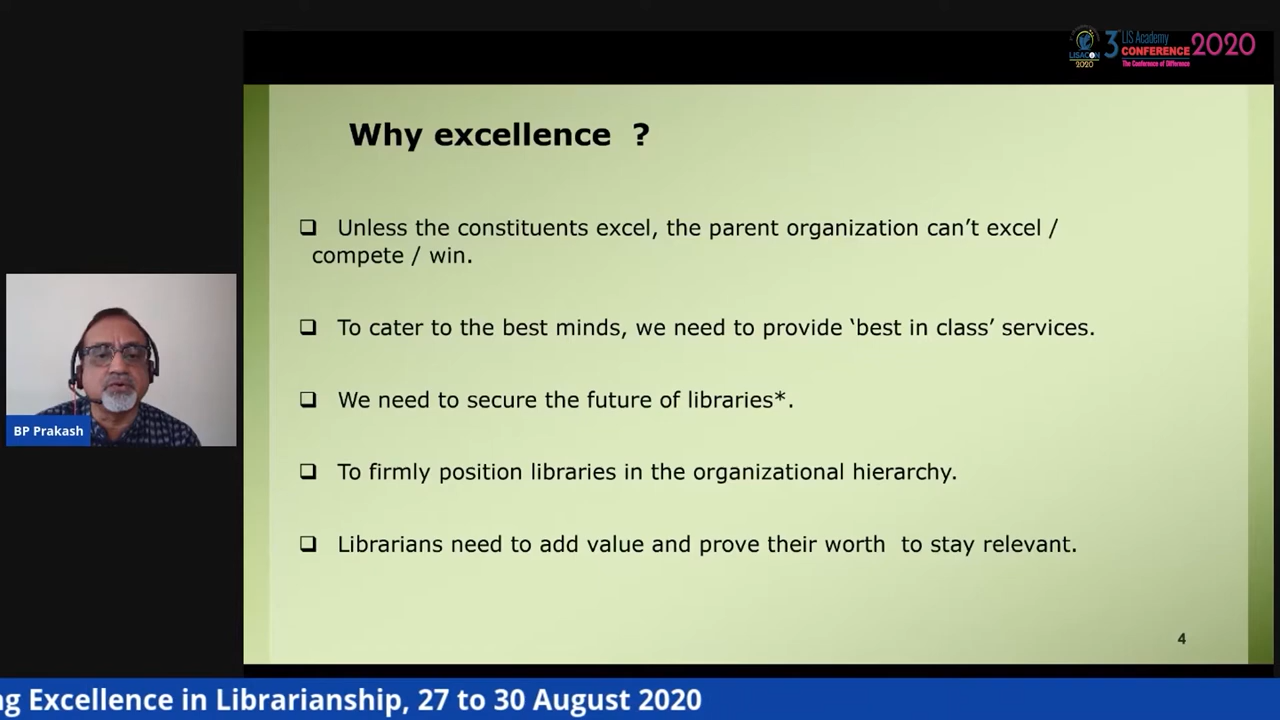 LISACON
2020
3rd LIS Academy
CONFERENCE 2020
The Conference of Difference
Why excellence ?
❑ Unless the constituents excel, the parent organization can’t excel /
compete / win.
❑ To cater to the best minds, we need to provide ‘best in class’ services.
❑ We need to secure the future of libraries*.
❑ To firmly position libraries in the organizational hierarchy.
❑ Librarians need to add value and prove their worth to stay relevant.
4
BP Prakash
ng Excellence in Librarianship, 27 to 30 August 2020